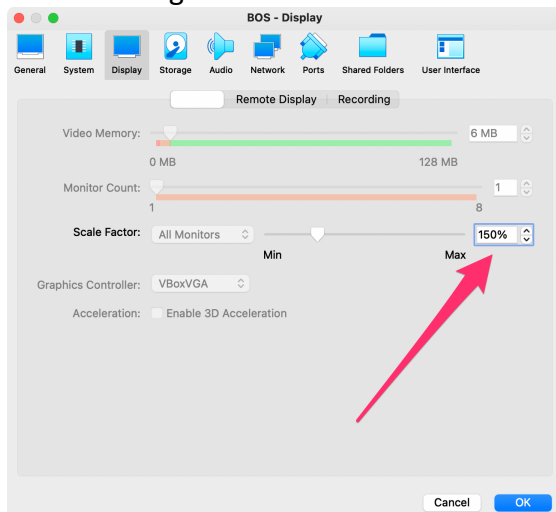 BOS - Display
General System Display Storage Audio Network Ports Shared Folders User Interface
Remote Display Recording
Video Memory: 6 MB
0 MB 128 MB
Monitor Count: 1
1 8
Scale Factor: All Monitors 150%
Min Max
Graphics Controller: VBoxVGA
Acceleration: Enable 3D Acceleration
Cancel OK